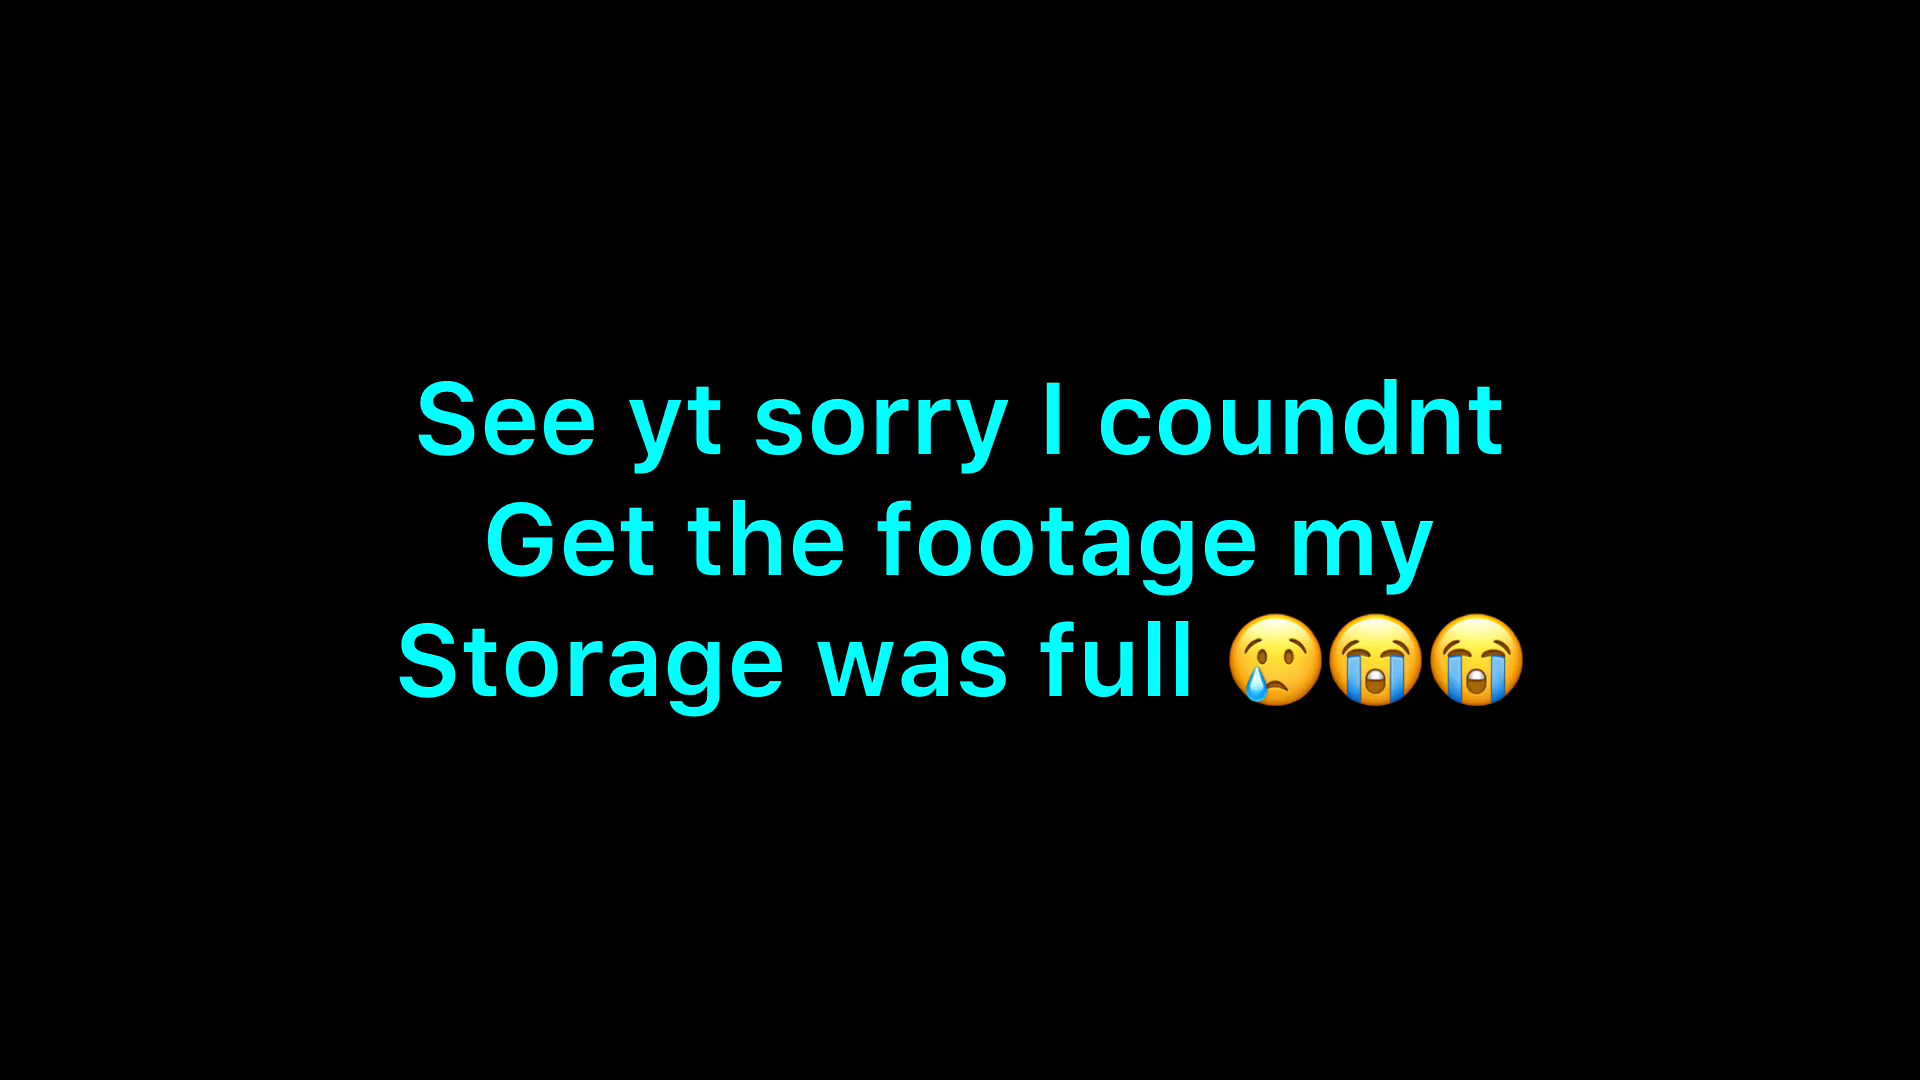 See yt sorry I coundnt
Get the footage my
Storage was full 😢😭😭